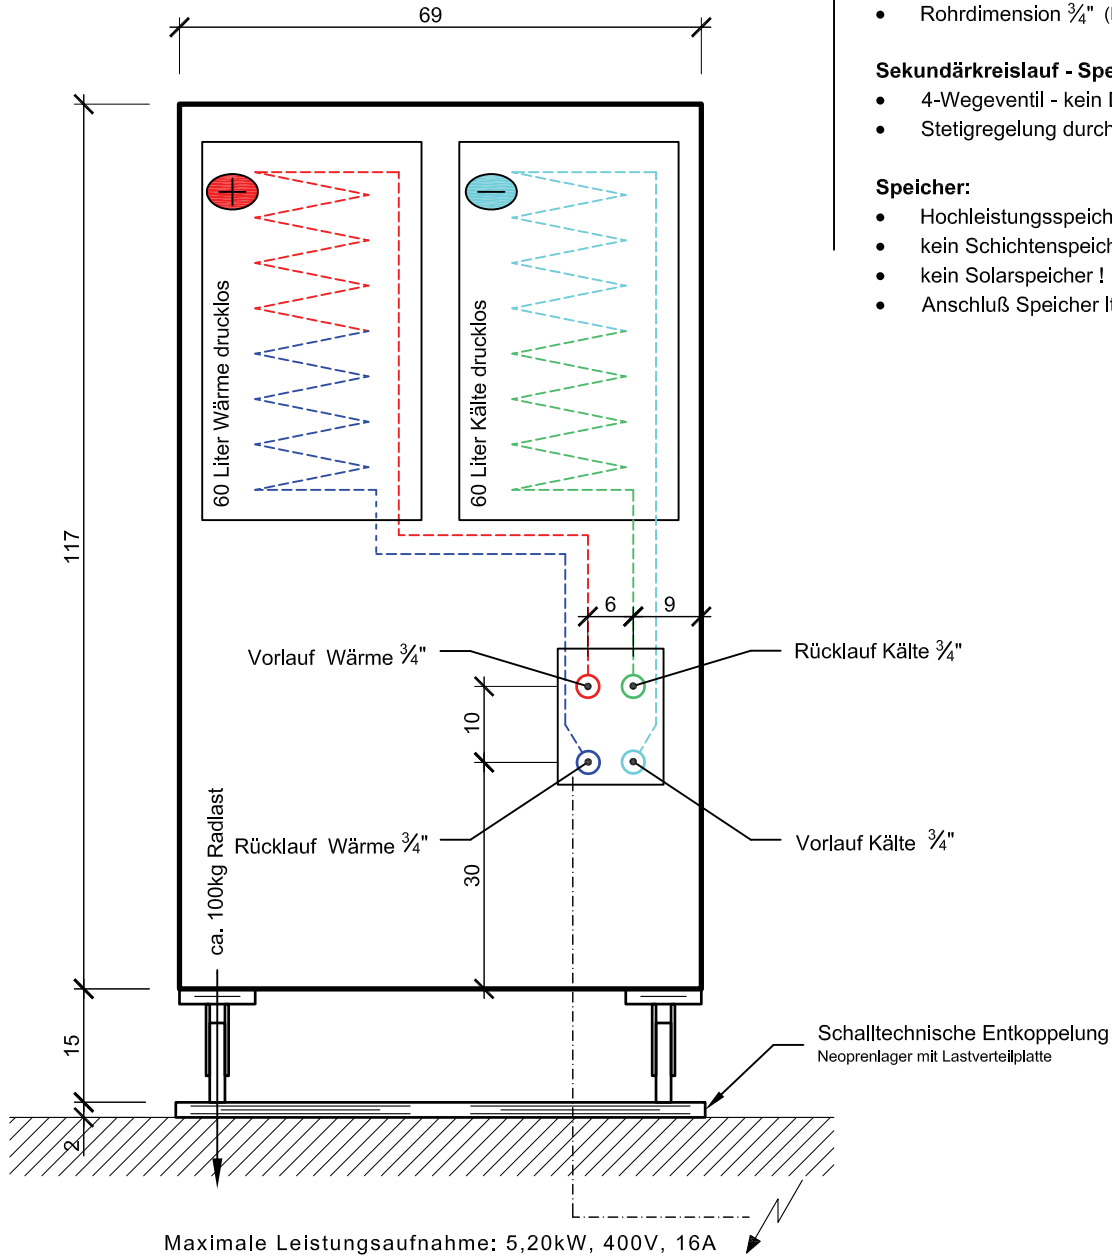 69
• Rohrdimension ¾"
Sekundärkreislauf -
• 4-Wegeventil - kein
• Stetigregelung durch
Speicher:
•
• kein
• kein Solarspeicher !
• Anschluß Speicher
60 Liter Wärme drucklos
60 Liter Kälte drucklos
117
6
9
Vorlauf Wärme ¾"
Rücklauf Kälte ¾"
10
Rücklauf Wärme ¾"
Vorlauf Kälte ¾"
30
ca. 100kg Radlast
15
Schalltechnische Entkoppelung
Neoprenlager mit Lastverteilplatte
2
Maximale Leistungsaufnahme: 5,20kW, 400V, 16A